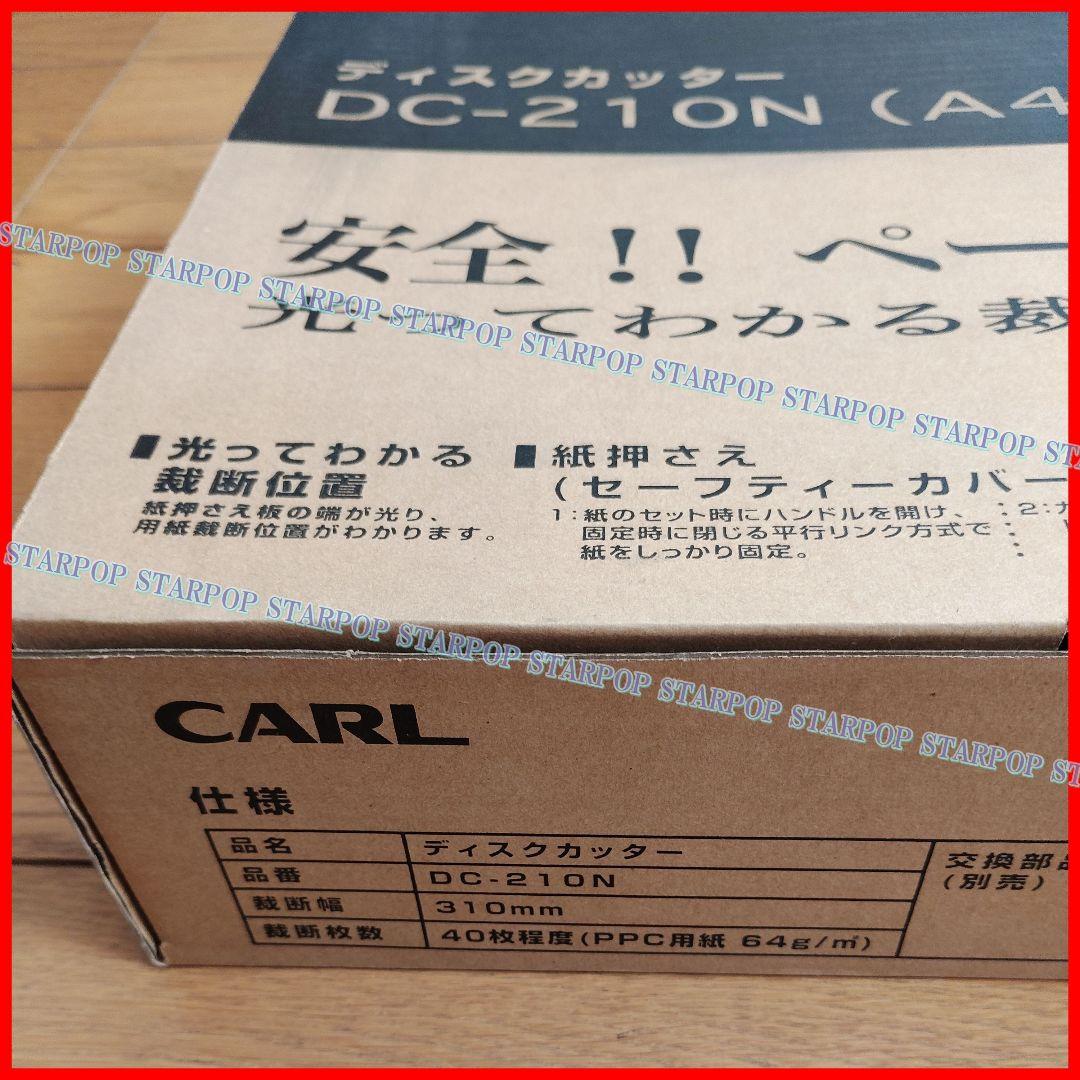 ディスクカッター
DC-210N (A4
安全!! ペー
光ってわかる裁
■光ってわかる
裁断位置
紙押さえ板の端が光り、
用紙裁断位置がわかります。
■紙押さえ
(セーフティーカバー
1:紙のセット時にハンドルを開け、
固定時に閉じる平行リンク方式で
紙をしっかり固定。
2:
STARPOP STARPOP STARPOP STARPOP STARPOP STARPOP STARPOP STARPOP ST
STARPOP STARPOP STARPOP STARPOP STARPOP STARPOP STARPOP STARPOP ST
CARL
仕様
品名 ディスクカッター
品番 DC-210N
裁断幅 310mm
裁断枚数 40枚程度(PPC用紙 64g/㎡)
交換部品
(別売)